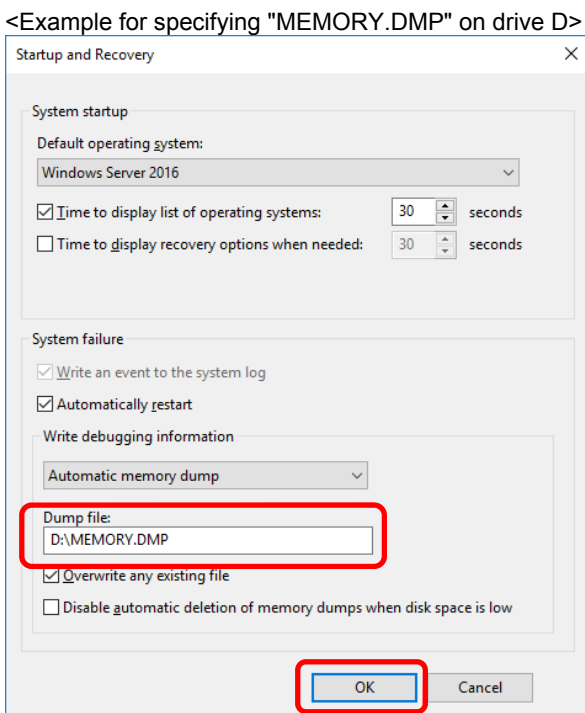 <Example for specifying "MEMORY.DMP" on drive D>
Startup and Recovery
System startup
Default operating system:
Windows Server 2016
Time to display list of operating systems: 30 seconds
Time to display recovery options when needed: 30 seconds
System failure
Write an event to the system log
Automatically restart
Write debugging information
Automatic memory dump
Dump file:
D:\MEMORY.DMP
Overwrite any existing file
Disable automatic deletion of memory dumps when disk space is low
OK Cancel